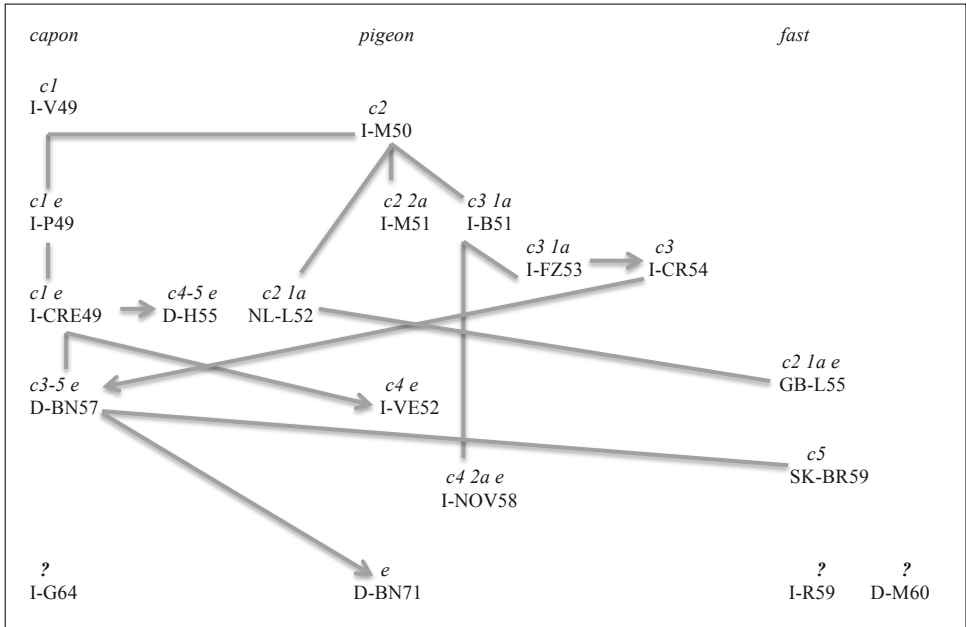 capon pigeon fast
c1
I-V49
c2
I-M50
c1 e
I-P49
c2 2a
I-M51
c3 1a
I-B51
c3 1a
I-FZ53
c3
I-CR54
c1 e
I-CRE49
c4-5 e
D-H55
c2 1a
NL-L52
c2 1a e
GB-L55
c3-5 e
D-BN57
c4 e
I-VE52
c5
SK-BR59
c4 2a e
I-NOV58
?
I-G64
e
D-BN71
?
I-R59
?
D-M60